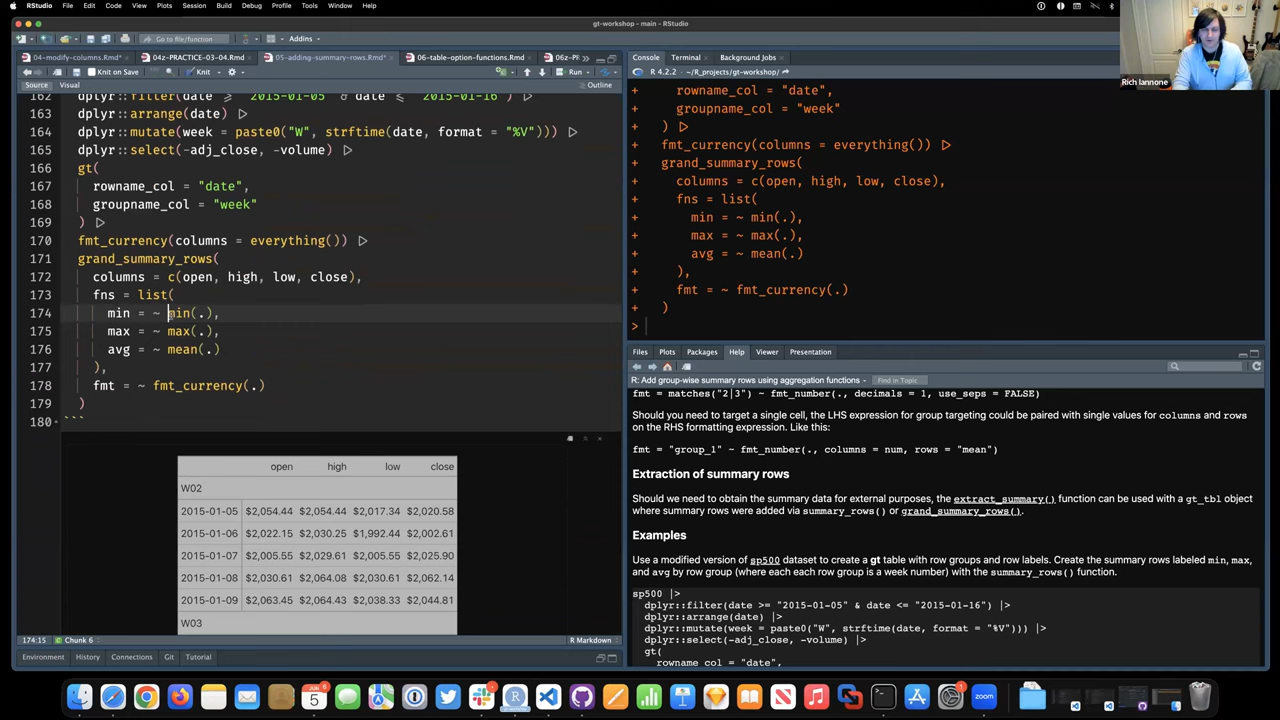 RStudio File Edit Code View Plots Session Build Debug Profile Tools Window Help
gt-workshop - main - RStudio
Go to file/function Addins
04-modify-columns.Rmd* 04z-PRACTICE-03-04.Rmd 05-adding-summary-rows.Rmd* 06-table-option-functions.Rmd 06z-P
Knit on Save Knit Run
Source Visual Outline
162 dplyr::filter(date >= "2015-01-05" & date <= "2015-01-16") |>
163 dplyr::arrange(date) |>
164 dplyr::mutate(week = paste0("W", strftime(date, format = "%V"))) |>
165 dplyr::select(-adj_close, -volume) |>
166 gt(
167 rowname_col = "date",
168 groupname_col = "week"
169 ) |>
170 fmt_currency(columns = everything()) |>
171 grand_summary_rows(
172 columns = c(open, high, low, close),
173 fns = list(
174 min = ~ min(.),
175 max = ~ max(.),
176 avg = ~ mean(.)
177 ),
178 fmt = ~ fmt_currency(.)
179 )
180 ```
open high low close
W02
2015-01-05 $2,054.44 $2,054.44 $2,017.34 $2,020.58
2015-01-06 $2,022.15 $2,030.25 $1,992.44 $2,002.61
2015-01-07 $2,005.55 $2,029.61 $2,005.55 $2,025.90
2015-01-08 $2,030.61 $2,064.08 $2,030.61 $2,062.14
2015-01-09 $2,063.45 $2,064.43 $2,038.33 $2,044.81
W03
174:15 Chunk 6 R Markdown
Environment History Connections Git Tutorial
Console Terminal Background Jobs
R 4.2.2 · ~/R_projects/gt-workshop/
+ rowname_col = "date",
+ groupname_col = "week"
+ ) |>
+ fmt_currency(columns = everything()) |>
+ grand_summary_rows(
+ columns = c(open, high, low, close),
+ fns = list(
+ min = ~ min(.),
+ max = ~ max(.),
+ avg = ~ mean(.)
+ ),
+ fmt = ~ fmt_currency(.)
+ )
>
Files Plots Packages Help Viewer Presentation
R: Add group-wise summary rows using aggregation functions Find in Topic
fmt = matches("2|3") ~ fmt_number(., decimals = 1, use_seps = FALSE)
Should you need to target a single cell, the LHS expression for group targeting could be paired with single values for columns and rows
on the RHS formatting expression. Like this:
fmt = "group_1" ~ fmt_number(., columns = num, rows = "mean")
Extraction of summary rows
Should we need to obtain the summary data for external purposes, the extract_summary() function can be used with a gt_tbl object
where summary rows were added via summary_rows() or grand_summary_rows().
Examples
Use a modified version of sp500 dataset to create a gt table with row groups and row labels. Create the summary rows labeled min, max,
and avg by row group (where each each row group is a week number) with the summary_rows() function.
sp500 |>
dplyr::filter(date >= "2015-01-05" & date <= "2015-01-16") |>
dplyr::arrange(date) |>
dplyr::mutate(week = paste0("W", strftime(date, format = "%V"))) |>
dplyr::select(-adj_close, -volume) |>
gt(
rowname_col = "date",
Rich Iannone
JUN
5
zoom